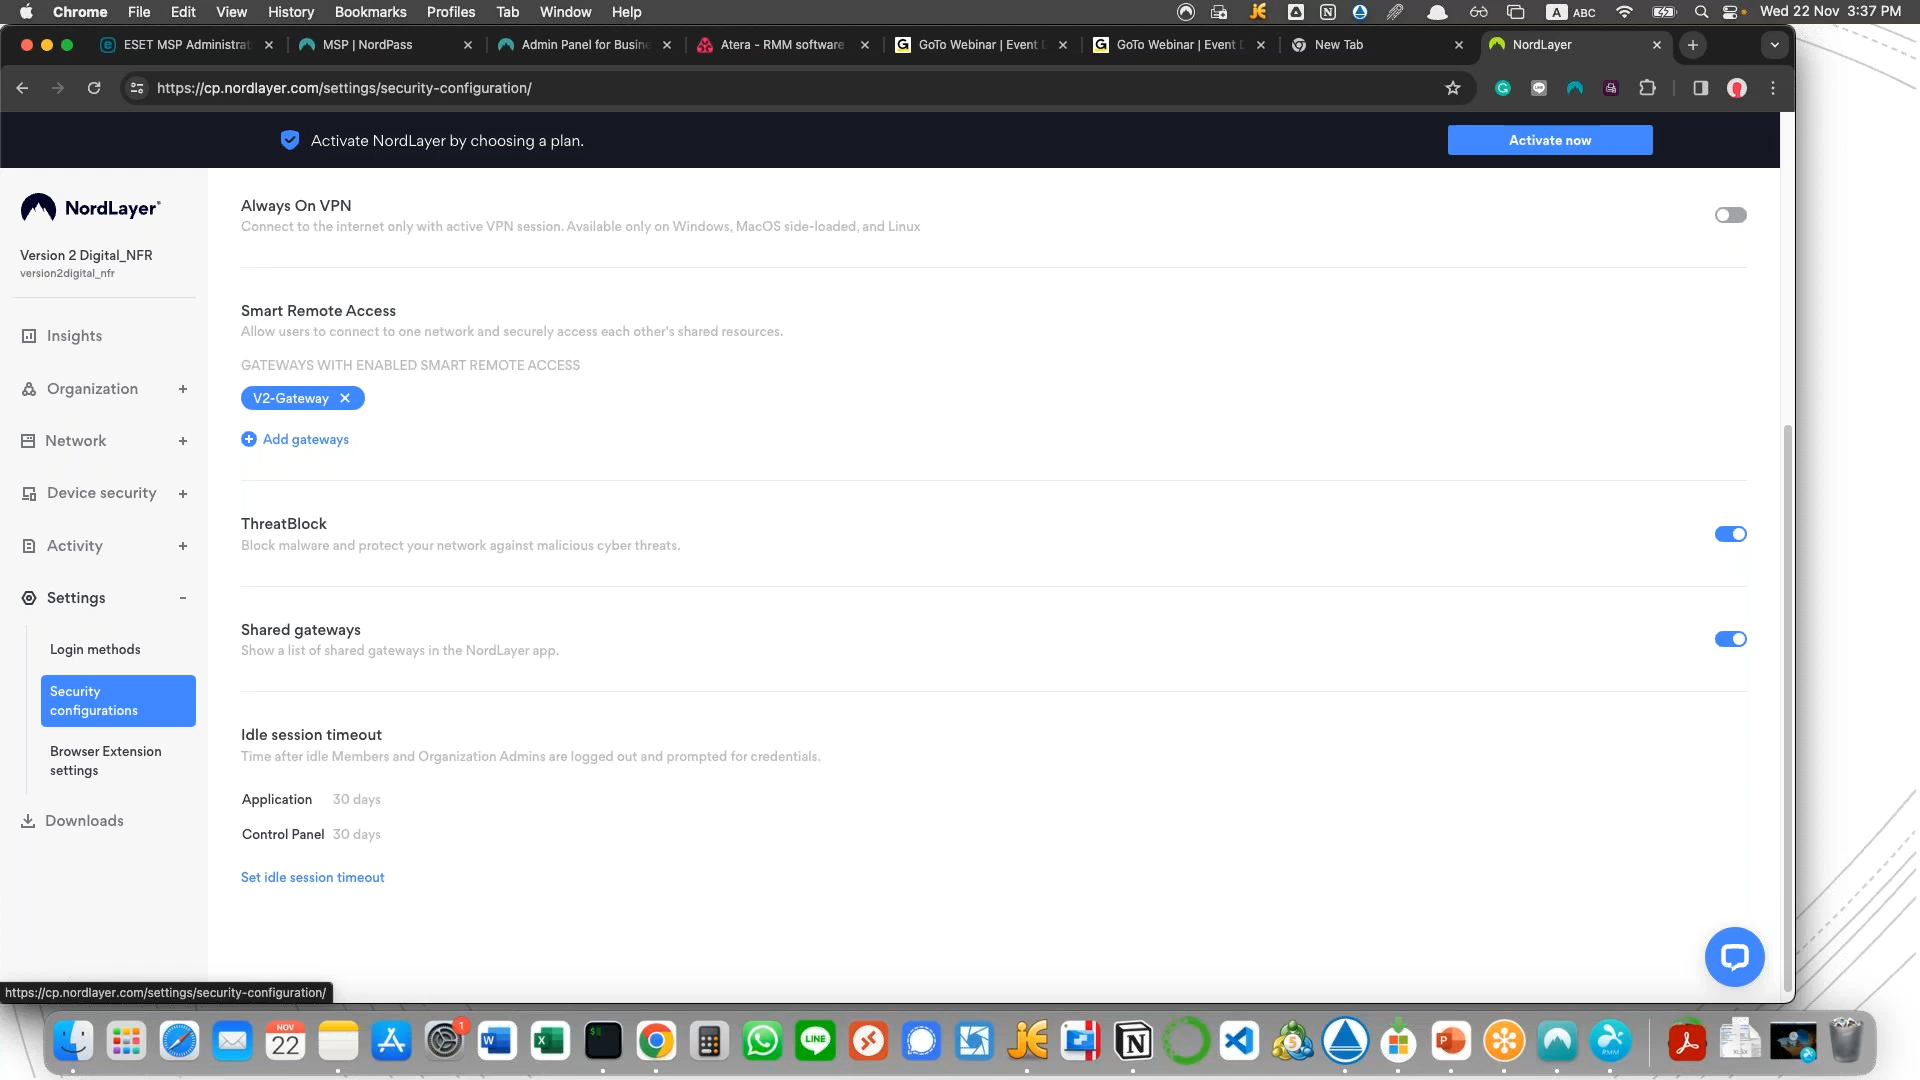 Chrome File Edit View History Bookmarks Profiles Tab Window Help
A ABC Wed 22 Nov 3:37 PM
ESET MSP Administrat
MSP | NordPass
Admin Panel for Busine
Atera - RMM software
GoTo Webinar | Event D
GoTo Webinar | Event D
New Tab
NordLayer
https://cp.nordlayer.com/settings/security-configuration/
Activate NordLayer by choosing a plan.
Activate now
NordLayer®
Version 2 Digital_NFR
version2digital_nfr
Insights
Organization +
Network +
Device security +
Activity +
Settings -
Login methods
Security
configurations
Browser Extension
settings
Downloads
Always On VPN
Connect to the internet only with active VPN session. Available only on Windows, MacOS side-loaded, and Linux
Smart Remote Access
Allow users to connect to one network and securely access each other's shared resources.
GATEWAYS WITH ENABLED SMART REMOTE ACCESS
V2-Gateway
Add gateways
ThreatBlock
Block malware and protect your network against malicious cyber threats.
Shared gateways
Show a list of shared gateways in the NordLayer app.
Idle session timeout
Time after idle Members and Organization Admins are logged out and prompted for credentials.
Application 30 days
Control Panel 30 days
Set idle session timeout
https://cp.nordlayer.com/settings/security-configuration/
NOV
22
1
W
X
$
LINE
N
5
P
RMM
XLSX